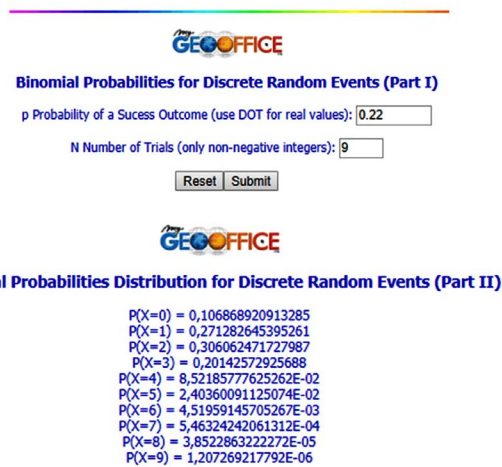 my
GEOOFFICE
Binomial Probabilities for Discrete Random Events (Part I)
p Probability of a Sucess Outcome (use DOT for real values): 0.22
N Number of Trials (only non-negative integers): 9
Reset Submit
my
GEOOFFICE
l Probabilities Distribution for Discrete Random Events (Part II)
P(X=0) = 0,106868920913285
P(X=1) = 0,271282645395261
P(X=2) = 0,306062471727987
P(X=3) = 0,20142572925688
P(X=4) = 8,52185777625262E-02
P(X=5) = 2,40360091125074E-02
P(X=6) = 4,51959145705267E-03
P(X=7) = 5,46324242061312E-04
P(X=8) = 3,8522863222272E-05
P(X=9) = 1,207269217792E-06